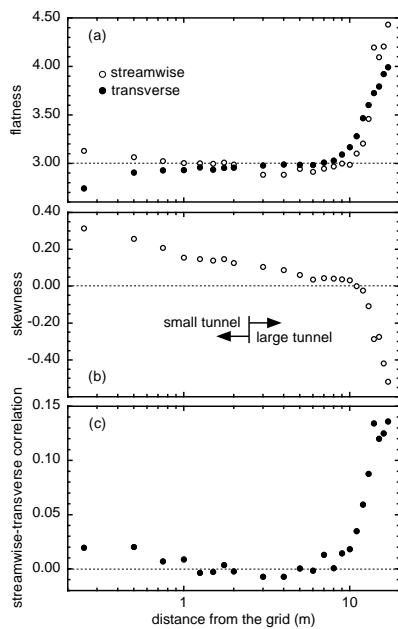 (a)
streamwise
transverse
flatness
4.50
4.00
3.50
3.00
2.50
0.40
0.20
0.00
-0.20
-0.40
skewness
small tunnel
large tunnel
(b)
0.15
(c)
0.10
0.05
0.00
streamwise-transverse correlation
1
10
distance from the grid (m)